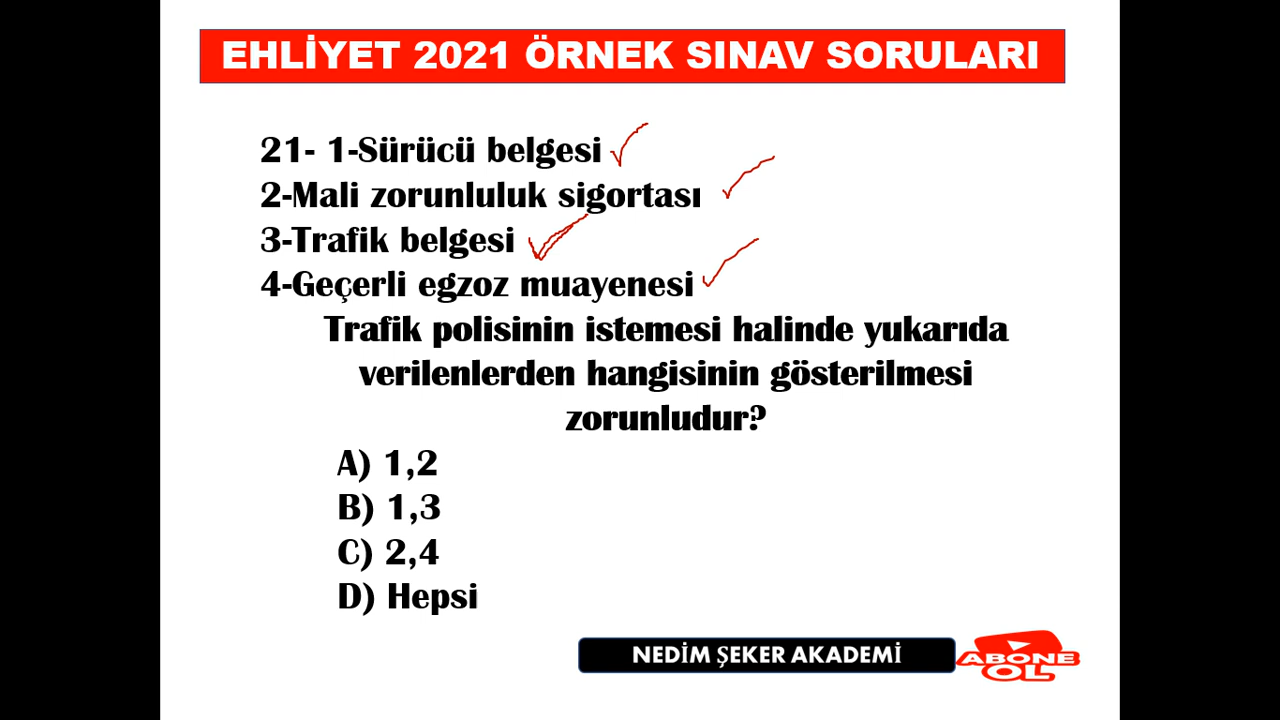 EHLİYET 2021 ÖRNEK SINAV SORULARI
21- 1-Sürücü belgesi
2-Mali zorunluluk sigortası
3-Trafik belgesi
4-Geçerli egzoz muayenesi
Trafik polisinin istemesi halinde yukarıda
verilenlerden hangisinin gösterilmesi
zorunludur?
A) 1,2
B) 1,3
C) 2,4
D) Hepsi
NEDİM ŞEKER AKADEMİ
ABONE
OL